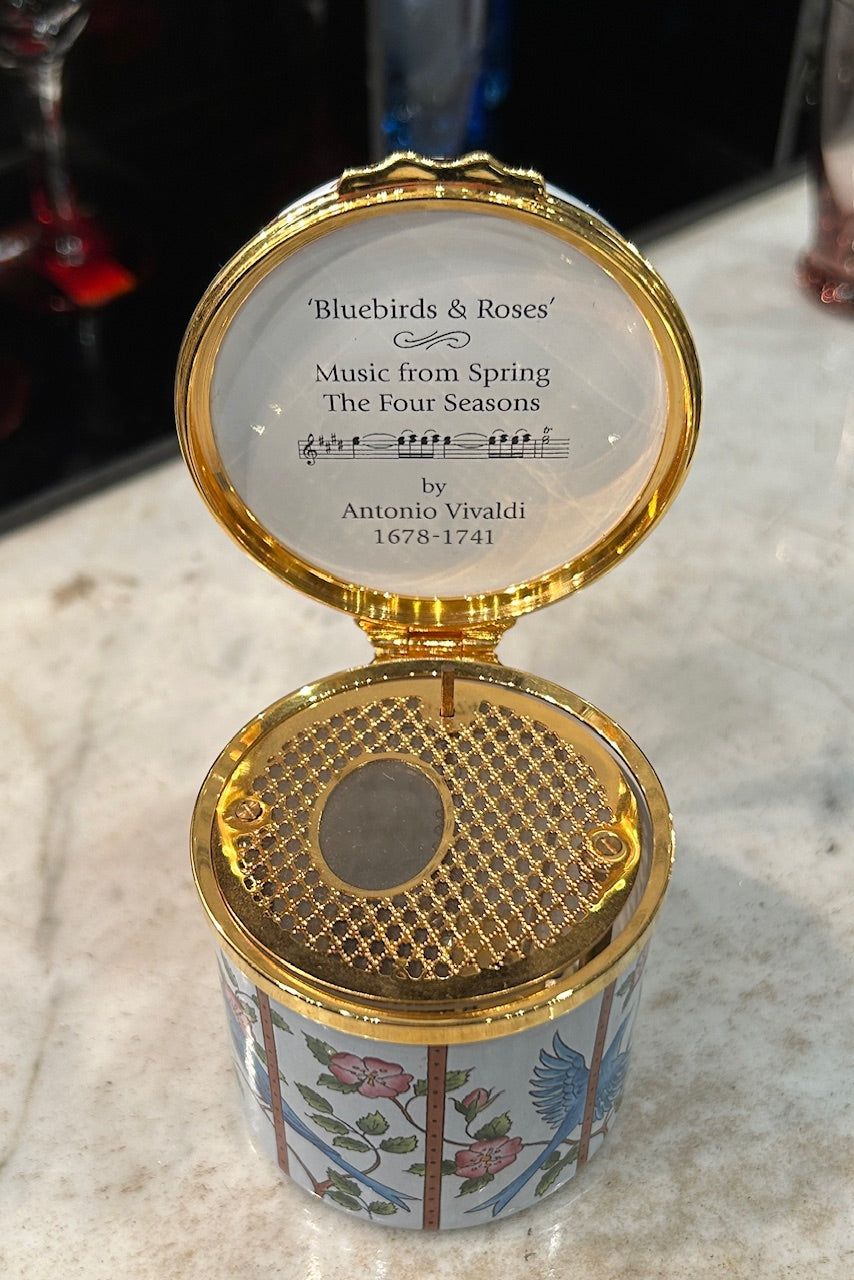 'Bluebirds & Roses'
Music from Spring
The Four Seasons
by
Antonio Vivaldi
1678-1741